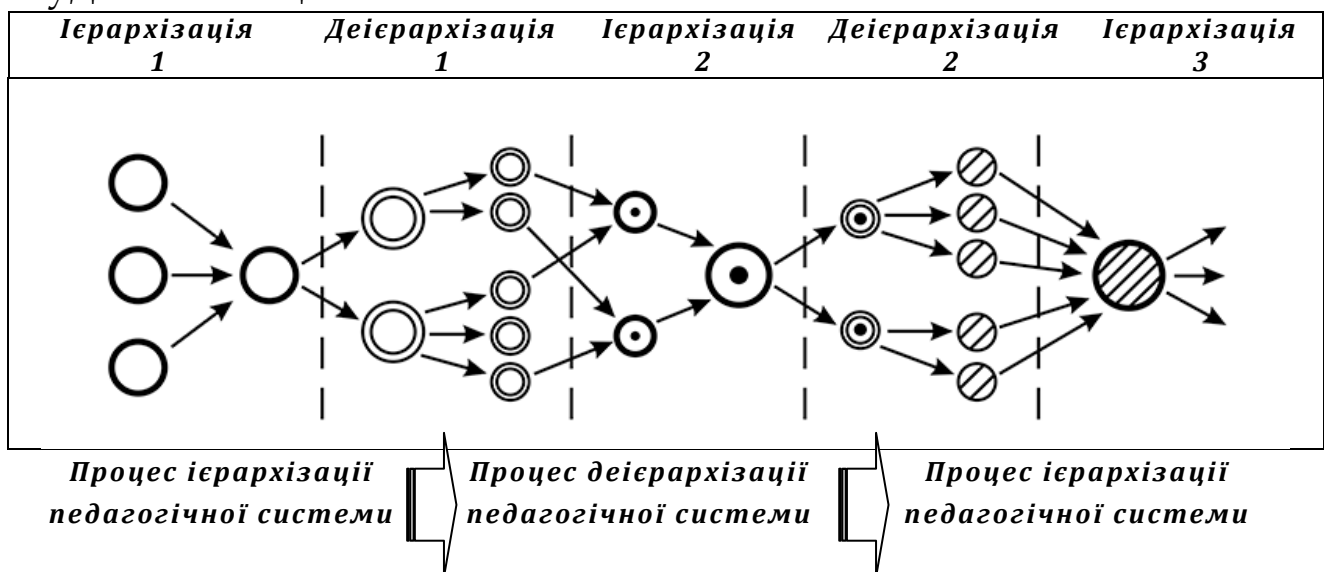 Ієрархізація Деієрархізація Ієрархізація Деієрархізація Ієрархізація
1 1 2 2 3
Процес ієрархізації Процес деієрархізації Процес ієрархізації
педагогічної системи педагогічної системи педагогічної системи